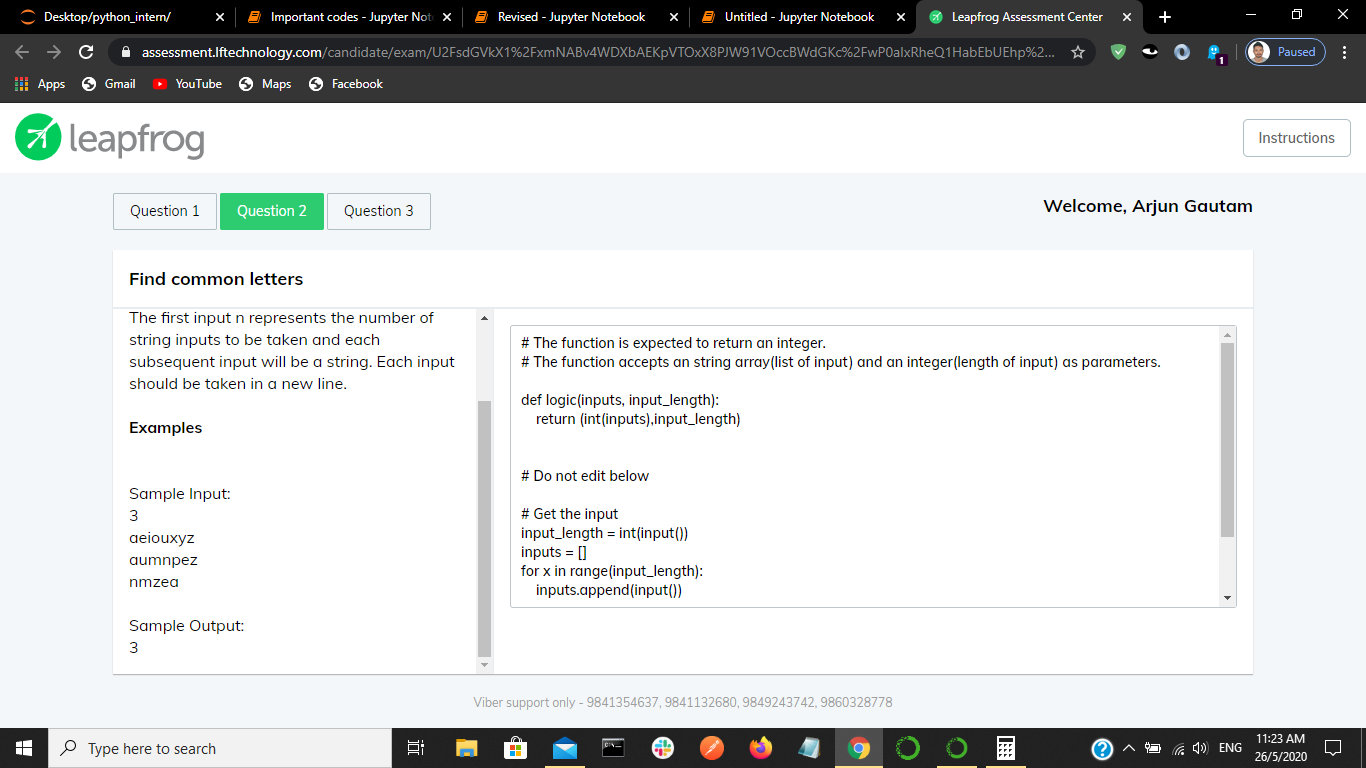 Desktop/python_intern/
Important codes - Jupyter Not
Revised - Jupyter Notebook
Untitled - Jupyter Notebook
Leapfrog Assessment Center
assessment.lftechnology.com/candidate/exam/
Paused
Apps
Gmail
YouTube
Maps
Facebook
leapfrog
Instructions
Question 1
Question 2
Question 3
Welcome, Arjun Gautam
Find common letters
The first input n represents the number of
string inputs to be taken and each
subsequent input will be a string. Each input
should be taken in a new line.
Examples
Sample Input:
3
aeiouxyz
aumnpez
nmzea
Sample Output:
3
# The function is expected to return an integer.
# The function accepts an string array(list of input) and an integer(length of input) as parameters.
def logic(inputs, input_length):
return (int(inputs),input_length)
# Do not edit below
# Get the input
input_length = int(input())
inputs = []
for x in range(input_length):
inputs.append(input())
Viber support only - 9841354637, 9841132680, 9849243742, 9860328778
Type here to search
ENG
11:23 AM
26/5/2020
1